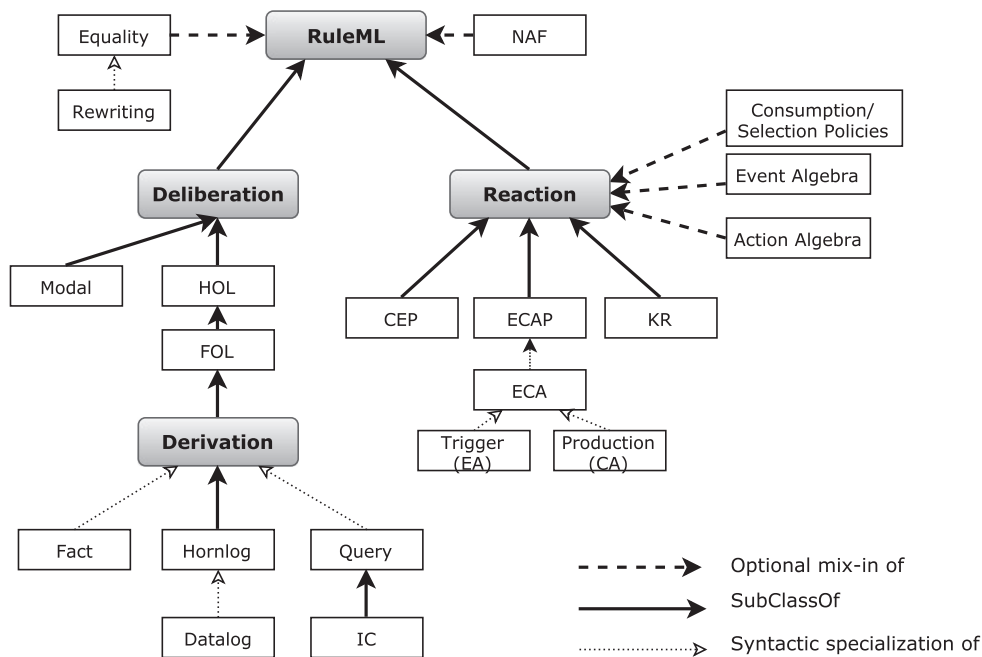 Equality
RuleML
NAF
Rewriting
Consumption/
Selection Policies
Event Algebra
Deliberation
Reaction
Action Algebra
Modal
HOL
CEP
ECAP
KR
FOL
ECA
Derivation
Trigger
(EA)
Production
(CA)
Fact
Hornlog
Query
Optional mix-in of
SubClassOf
Datalog
IC
Syntactic specialization of